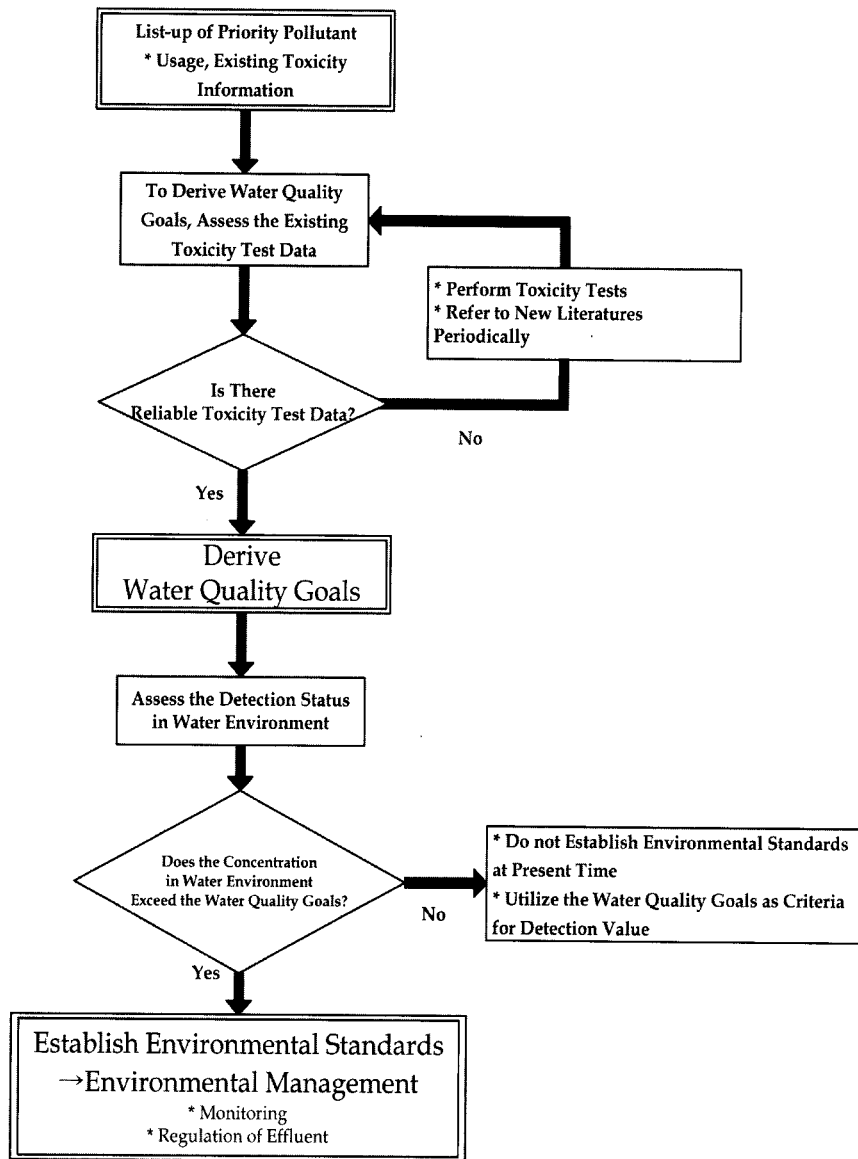 List-up of Priority Pollutant
* Usage, Existing Toxicity
Information
To Derive Water Quality
Goals, Assess the Existing
Toxicity Test Data
* Perform Toxicity Tests
* Refer to New Literatures
Periodically
Is There
Reliable Toxicity Test Data?
No
Yes
Derive
Water Quality Goals
Assess the Detection Status
in Water Environment
Does the Concentration
in Water Environment
Exceed the Water Quality Goals?
No
* Do not Establish Environmental Standards
at Present Time
* Utilize the Water Quality Goals as Criteria
for Detection Value
Yes
Establish Environmental Standards
→Environmental Management
* Monitoring
* Regulation of Effluent